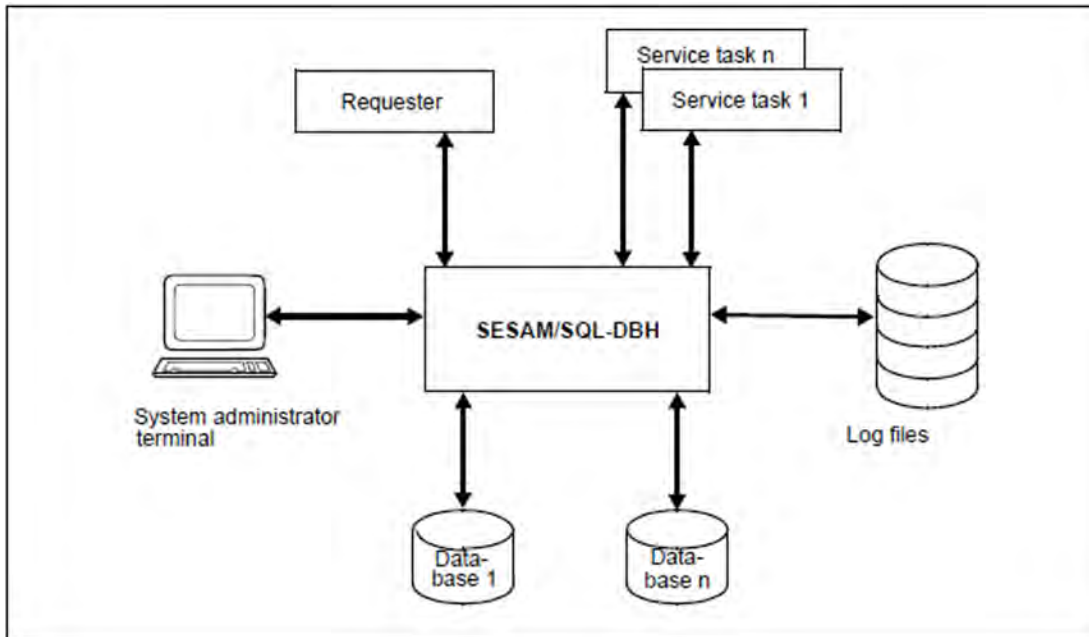 Service task n
Requester
Service task 1
SESAM/SQL-DBH
System administrator
terminal
Log files
Data-
base 1
Data-
base n